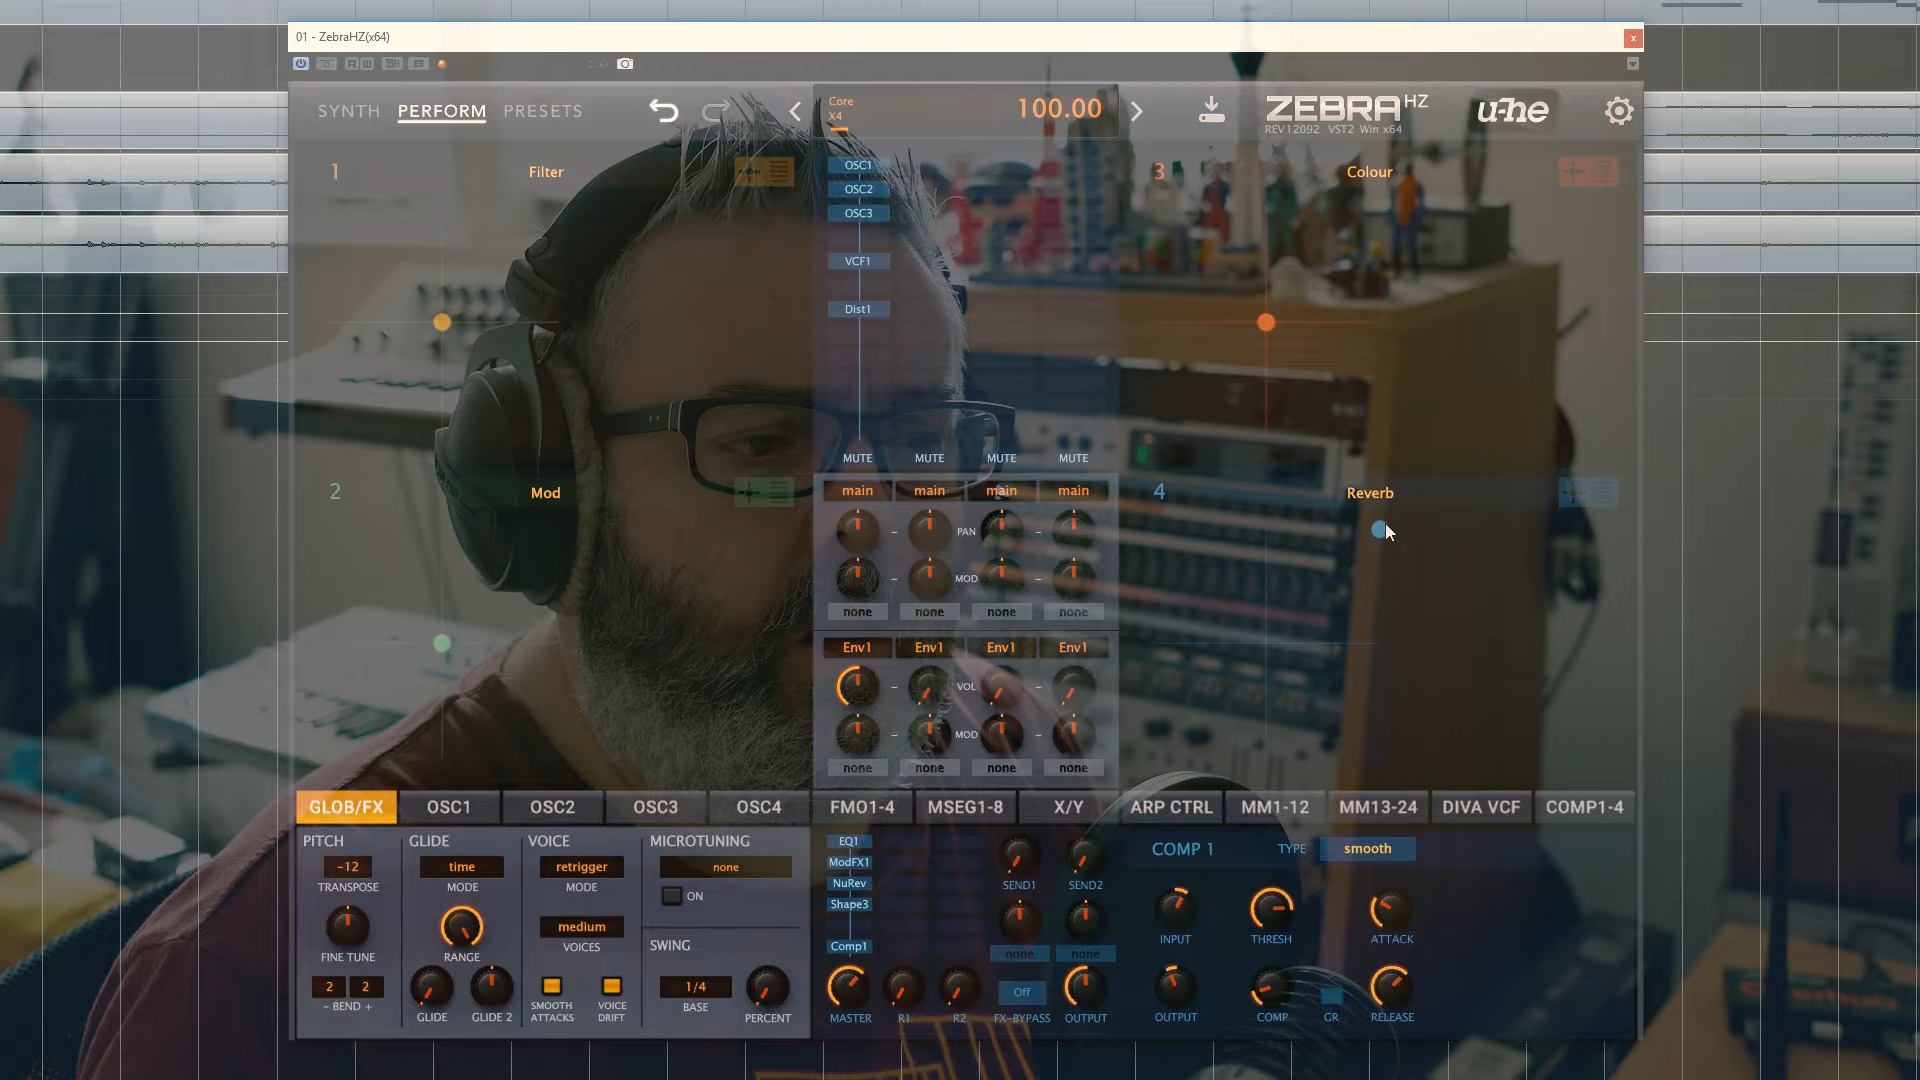 01 - ZebraHZ(x64)
x
R W
SYNTH PERFORM PRESETS
Core
X4
100.00
ZEBRA HZ
REV12092 VST2 Win x64
u-he
1 Filter
3 Colour
OSC1
OSC2
OSC3
VCF1
Dist1
MUTE MUTE MUTE MUTE
2 Mod
4 Reverb
main main main main
PAN
MOD
none none none none
Env1 Env1 Env1 Env1
VOL
MOD
none none none none
GLOB/FX OSC1 OSC2 OSC3 OSC4 FMO1-4 MSEG1-8 X/Y ARP CTRL MM1-12 MM13-24 DIVA VCF COMP1-4
PITCH
-12
TRANSPOSE
FINE TUNE
2 2
- BEND +
GLIDE
time
MODE
RANGE
GLIDE GLIDE 2
VOICE
retrigger
MODE
medium
VOICES
SMOOTH ATTACKS
VOICE DRIFT
MICROTUNING
none
ON
SWING
1/4
BASE
PERCENT
EQ1
ModFX1
NuRev
Shape3
Comp1
MASTER R1 R2
SEND1 SEND2
none none
Off
FX-BYPASS OUTPUT
COMP 1 TYPE smooth
INPUT THRESH ATTACK
OUTPUT COMP GR RELEASE